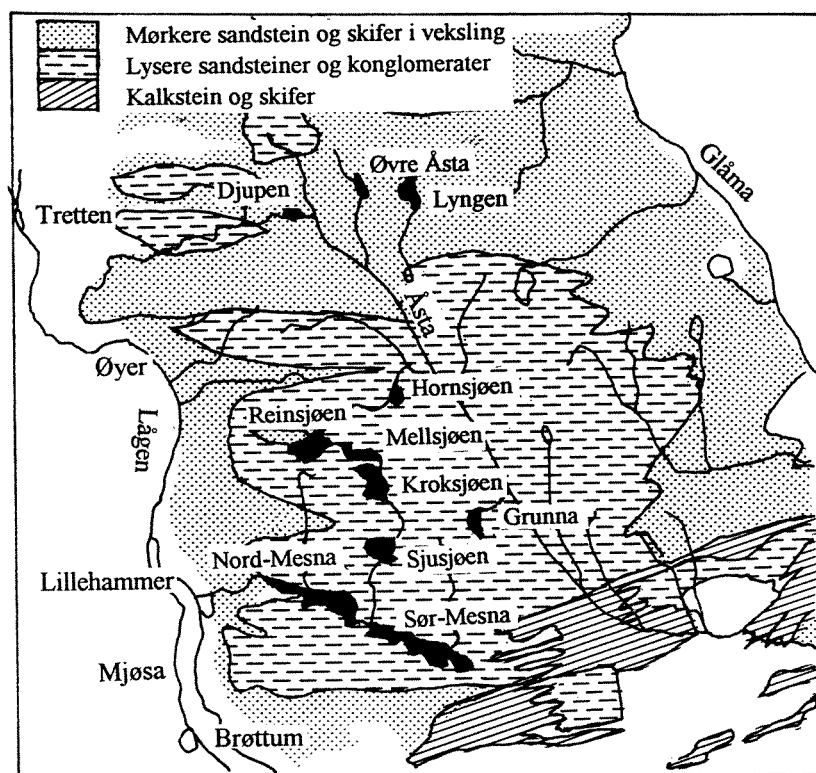 Mørkere sandstein og skifer i veksling
Lysere sandsteiner og konglomerater
Kalkstein og skifer
Øvre Åsta
Glåma
Djupen
Lyngen
Tretten
Åsta
Øyer
Hornsjøen
Reinsjøen
Lågen
Mellsjøen
Kroksjøen
Grunna
Nord-Mesna
Sjusjøen
Lillehammer
Sør-Mesna
Mjøsa
Brøttum